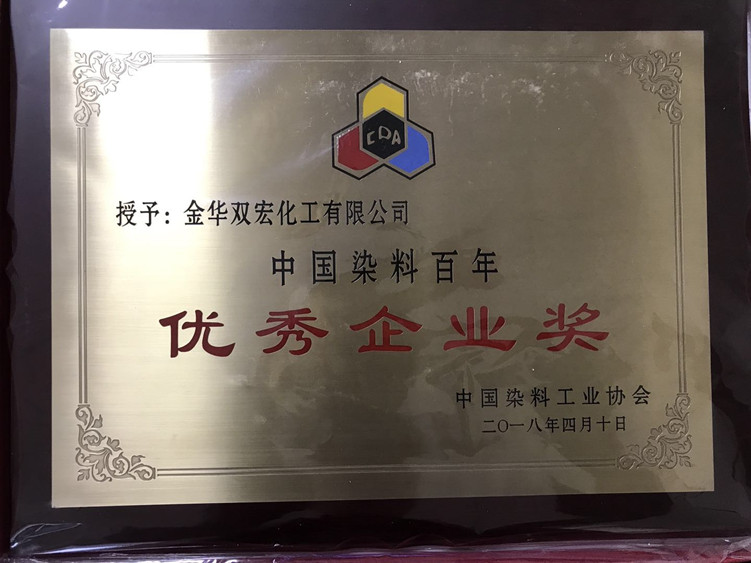 CDA
授予：金华双宏化工有限公司
中国染料百年
优秀企业奖
中国染料工业协会
二〇一八年四月十日